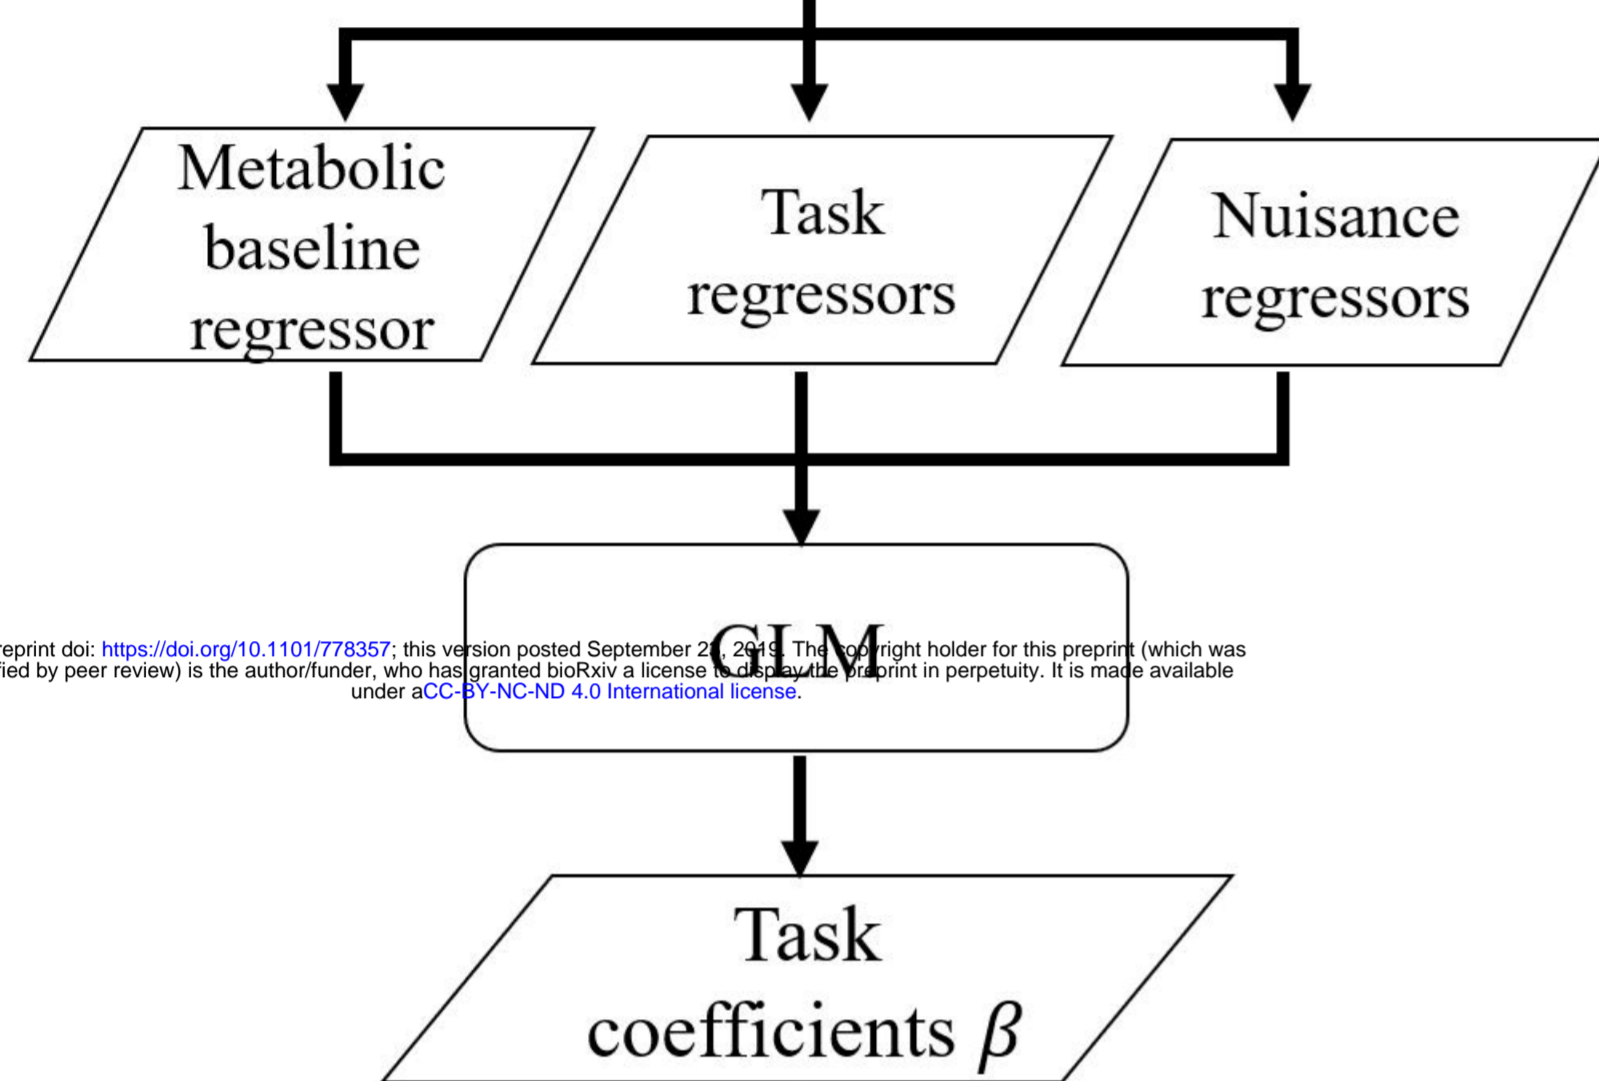 Metabolic
baseline
regressor
Task
regressors
Nuisance
regressors
GLM
reprint doi: https://doi.org/10.1101/778357; this version posted September 23, 2019. The copyright holder for this preprint (which was
fied by peer review) is the author/funder, who has granted bioRxiv a license to display the preprint in perpetuity. It is made available
under aCC-BY-NC-ND 4.0 International license.
Task
coefficients β